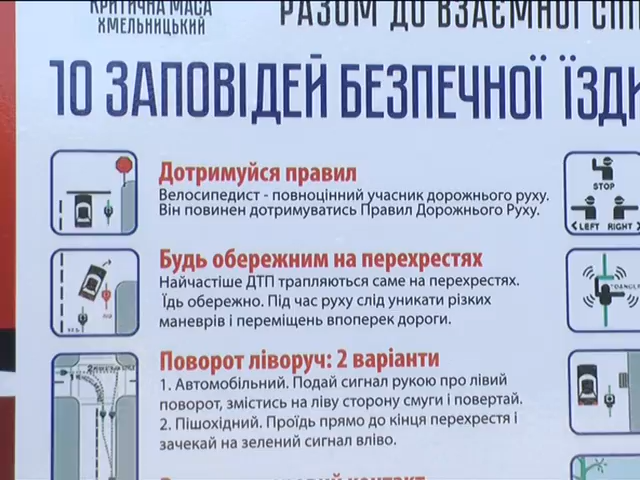 КРИТИЧНА МАСА
ХМЕЛЬНИЦЬКИЙ
РАЗОМ ДО ВЗАЄМНОЇ
10 ЗАПОВІДЕЙ БЕЗПЕЧНОЇ ЇЗДИ
Дотримуйся правил
Велосипедист - повноцінний учасник дорожнього руху.
Він повинен дотримуватись Правил Дорожнього Руху.
STOP
LEFT RIGHT
Будь обережним на перехрестях
Найчастіше ДТП трапляються саме на перехрестях.
Їдь обережно. Під час руху слід уникати різких
маневрів і переміщень впоперек дороги.
Поворот ліворуч: 2 варіанти
1. Автомобільний. Подай сигнал рукою про лівий
поворот, змістись на ліву сторону смуги і повертай.
2. Пішохідний. Проїдь прямо до кінця перехрестя і
зачекай на зелений сигнал вліво.
контакт